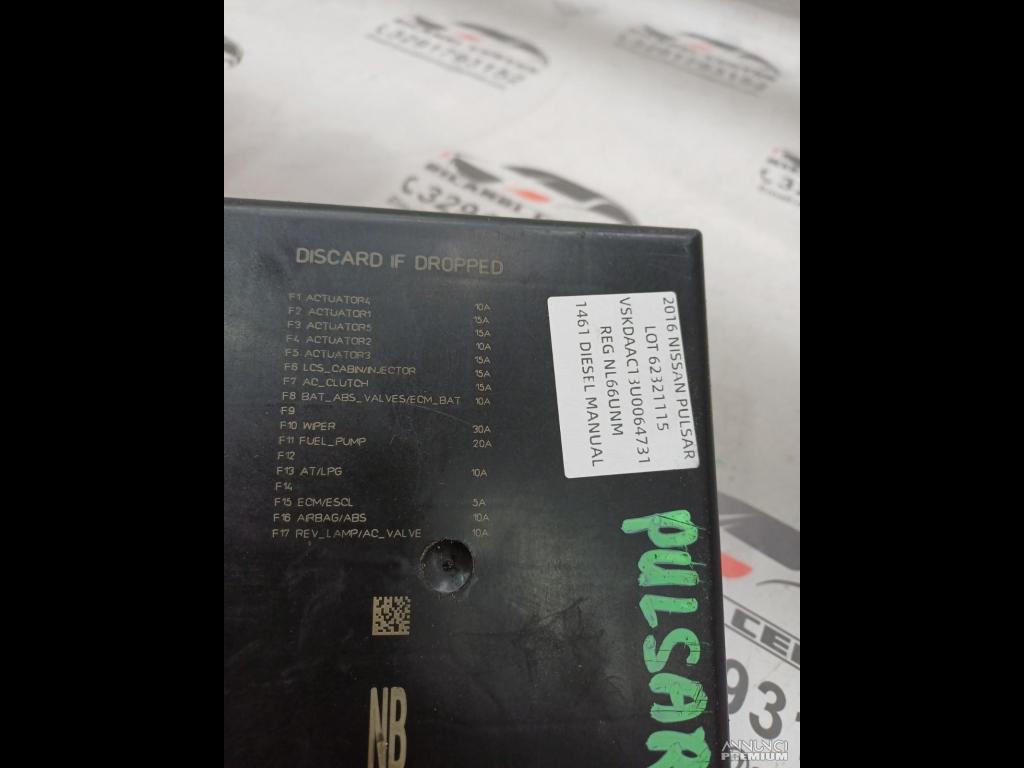 DISCARD IF DROPPED
F1 ACTUATOR4 10A
F2 ACTUATOR1 15A
F3 ACTUATOR5 15A
F4 ACTUATOR2 10A
F5 ACTUATOR3 15A
F6 LCS_CABIN/INJECTOR 15A
F7 AC_CLUTCH 15A
F8 BAT_ABS_VALVES/ECM_BAT 10A
F9
F10 WIPER 30A
F11 FUEL_PUMP 20A
F12
F13 AT/LPG 10A
F14
F15 ECM/ESCL 5A
F16 AIRBAG/ABS 10A
F17 REV_LAMP/AC_VALVE 10A
NB
2016 NISSAN PULSAR
LOT 62321115
VSKDAAC13U0064731
REG NL66UNM
1461 DIESEL MANUAL
PULSAR
ANNUNCI
PREMIUM